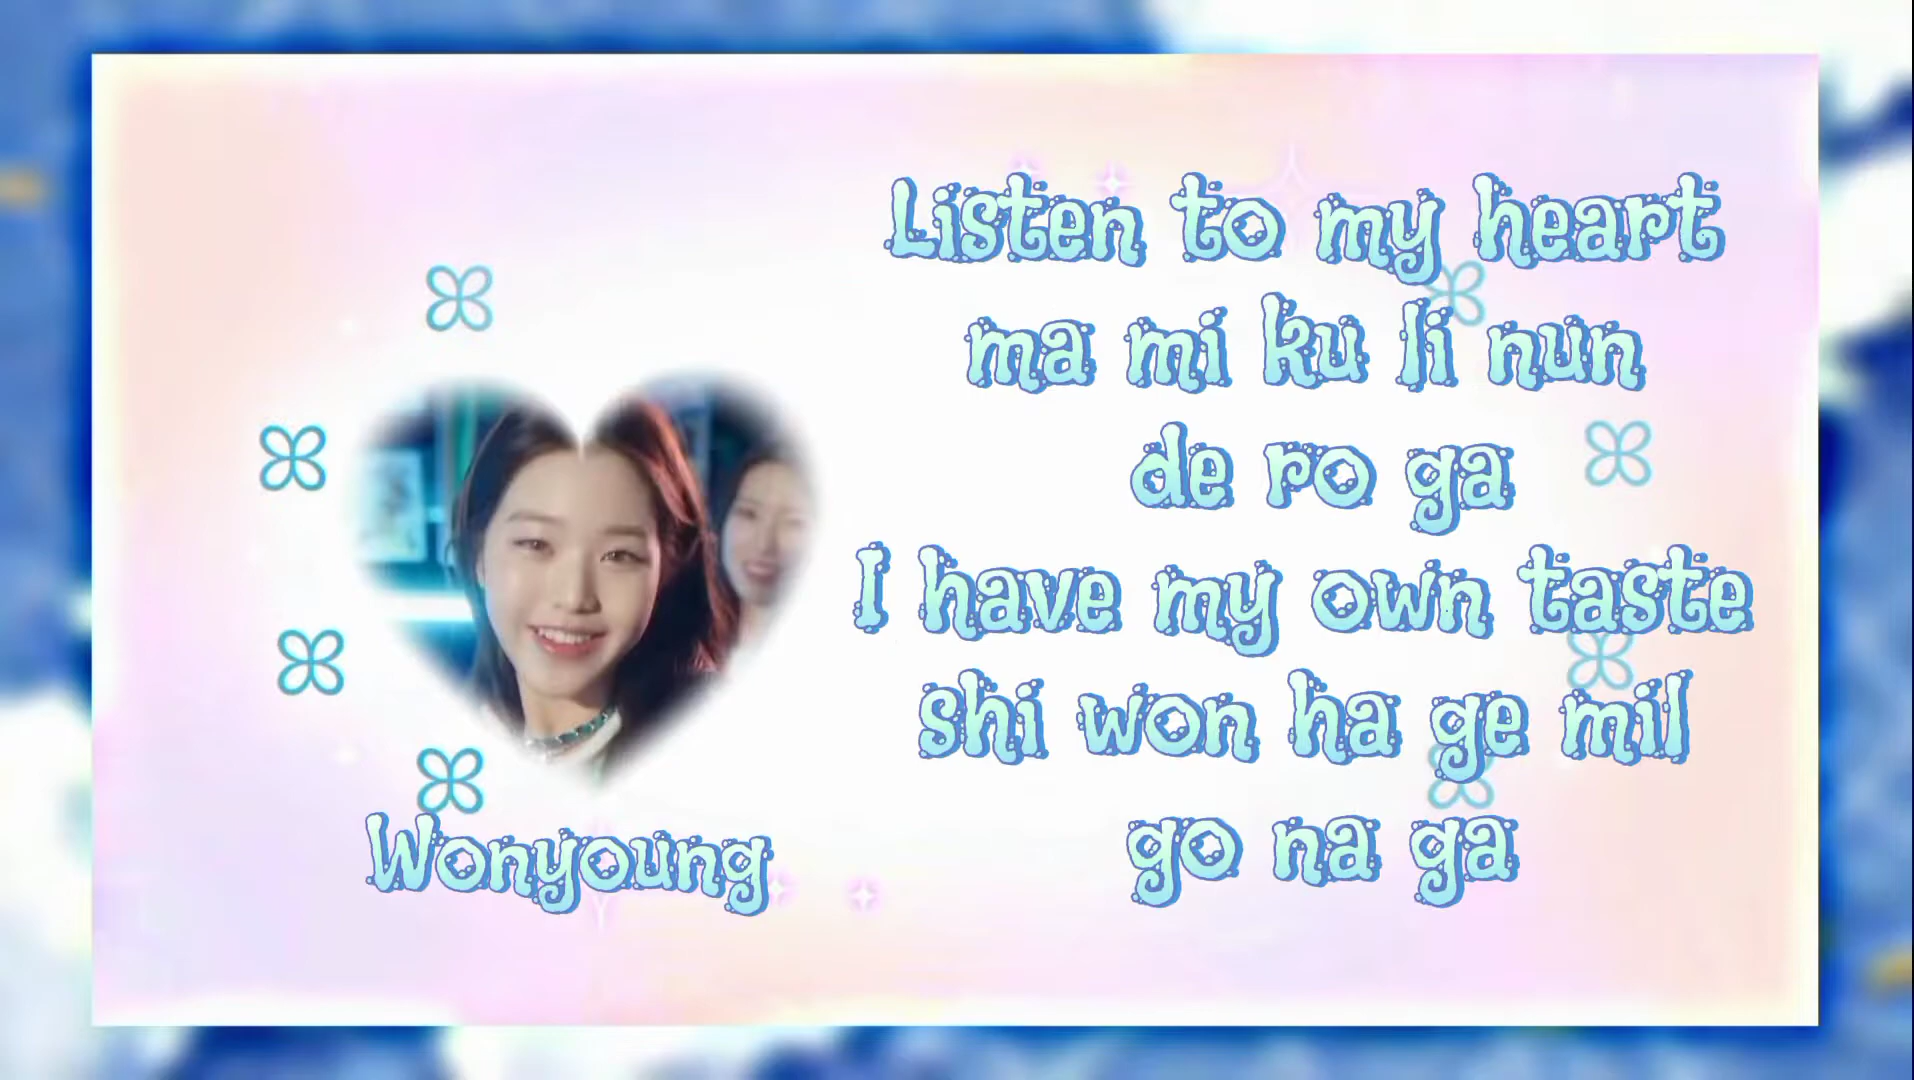 Listen to my heart
ma mi ku li nun
de ro ga
I have my own taste
shi won ha ge mil
go na ga
Wonyoung